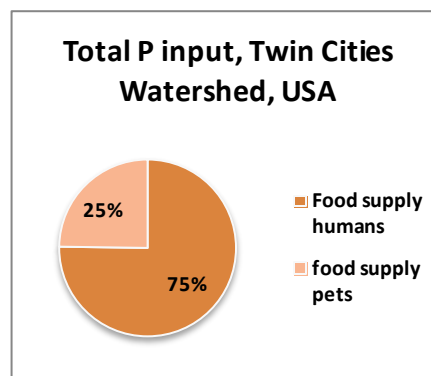 Total P input, Twin Cities
Watershed, USA
25%
75%
Food supply
humans
food supply
pets